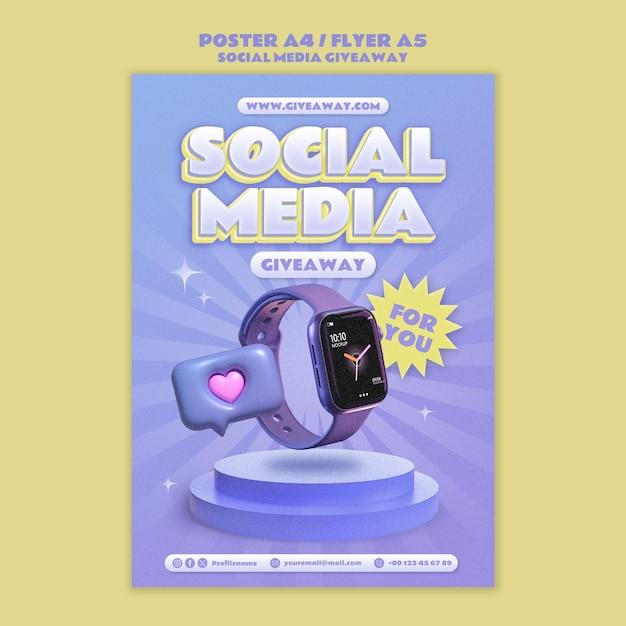 POSTER A4 / FLYER A5
SOCIAL MEDIA GIVEAWAY
WWW.GIVEAWAY.COM
SOCIAL
MEDIA
GIVEAWAY
FOR
YOU
10:10
MOCKUP
Profilename
youremail@mail.com
+00 123 45 67 89